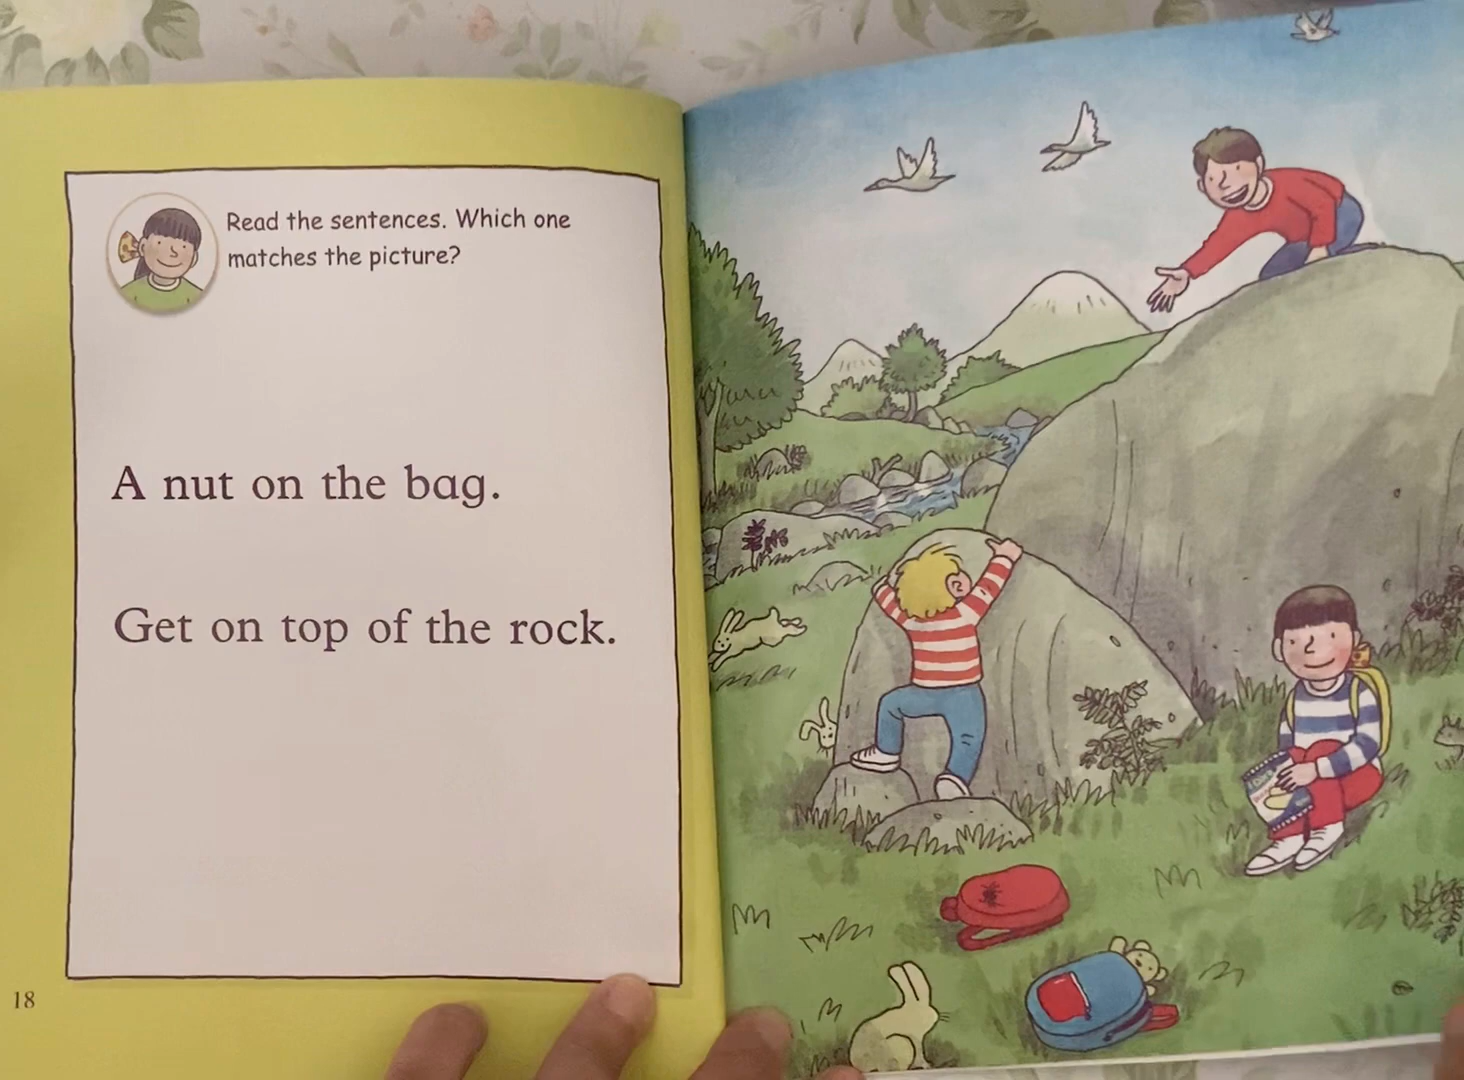 Read the sentences. Which one
matches the picture?
A nut on the bag.
Get on top of the rock.
18